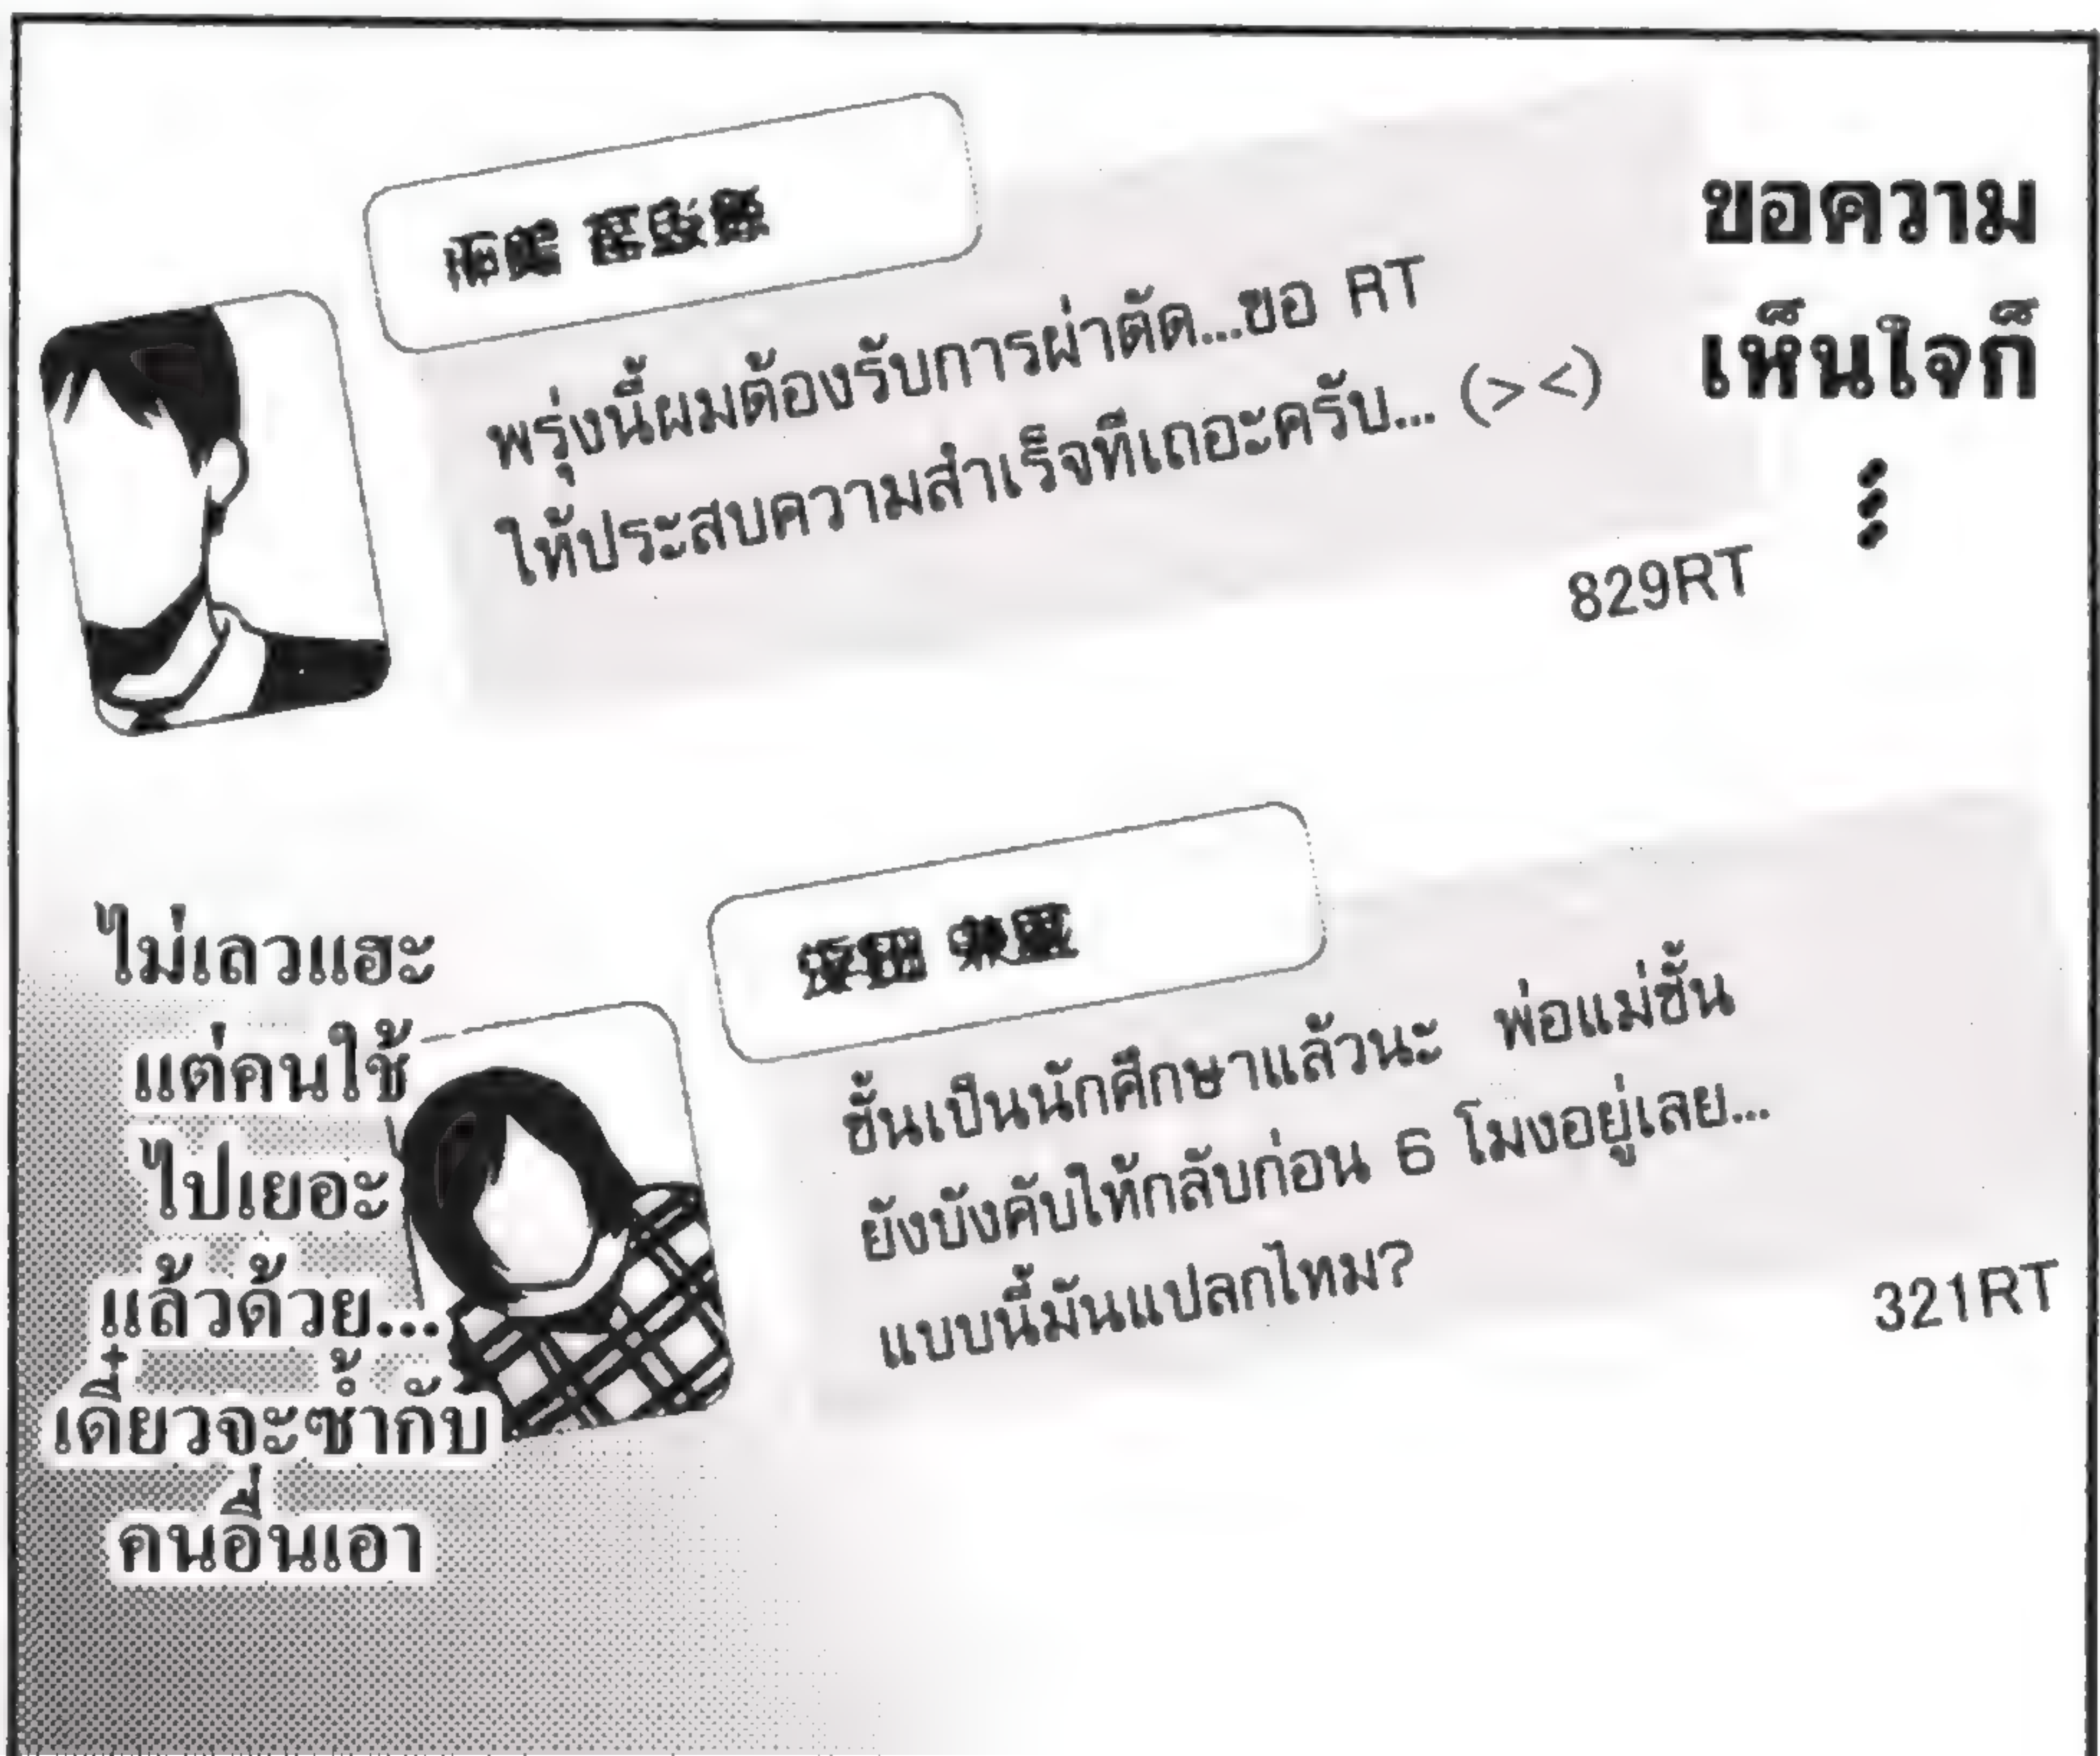 ขอความ
เห็นใจก็
...
พรุ่งนี้ผมต้องรับการผ่าตัด...ขอ RT
ให้ประสบความสำเร็จทีเถอะครับ... (><)
829RT
ชั้นเป็นนักศึกษาแล้วนะ พ่อแม่ชั้น
ยังบังคับให้กลับก่อน 6 โมงอยู่เลย...
แบบนี้มันแปลกไหม?
321RT
ไม่เลวแฮะ
แต่คนใช้
ไปเยอะ
แล้วด้วย...
เดี๋ยวจะซ้ำกับ
คนอื่นเอา